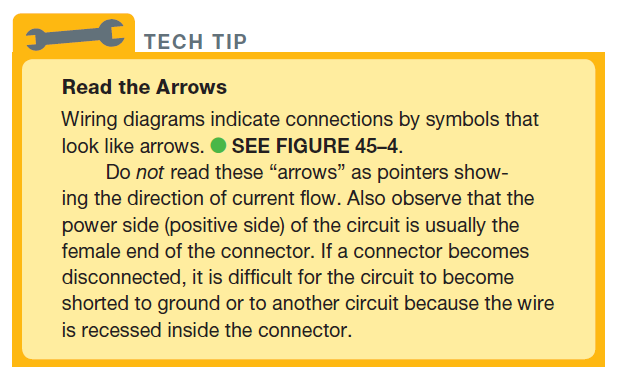 TECH TIP
Read the Arrows
Wiring diagrams indicate connections by symbols that
look like arrows. SEE FIGURE 45–4.
Do not read these “arrows” as pointers show-
ing the direction of current flow. Also observe that the
power side (positive side) of the circuit is usually the
female end of the connector. If a connector becomes
disconnected, it is difficult for the circuit to become
shorted to ground or to another circuit because the wire
is recessed inside the connector.